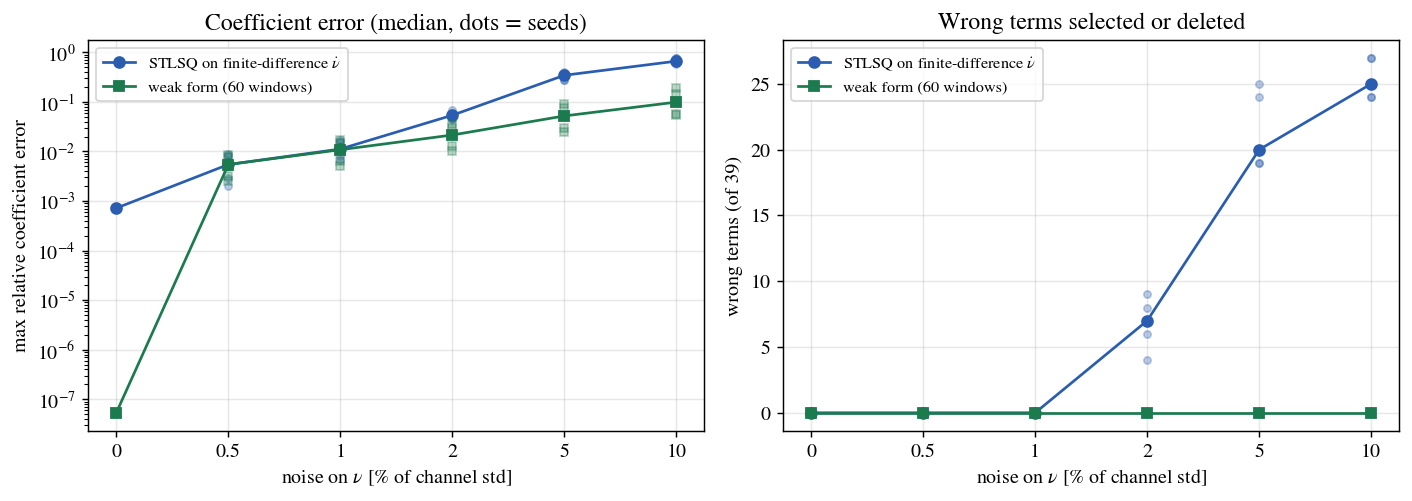 Coefficient error (median, dots = seeds)
STLSQ on finite-difference ν̇
weak form (60 windows)
10⁰
10⁻¹
10⁻²
10⁻³
10⁻⁴
10⁻⁵
10⁻⁶
10⁻⁷
max relative coefficient error
0 0.5 1 2 5 10
noise on ν [% of channel std]
Wrong terms selected or deleted
STLSQ on finite-difference ν̇
weak form (60 windows)
25
20
15
10
5
0
wrong terms (of 39)
0 0.5 1 2 5 10
noise on ν [% of channel std]